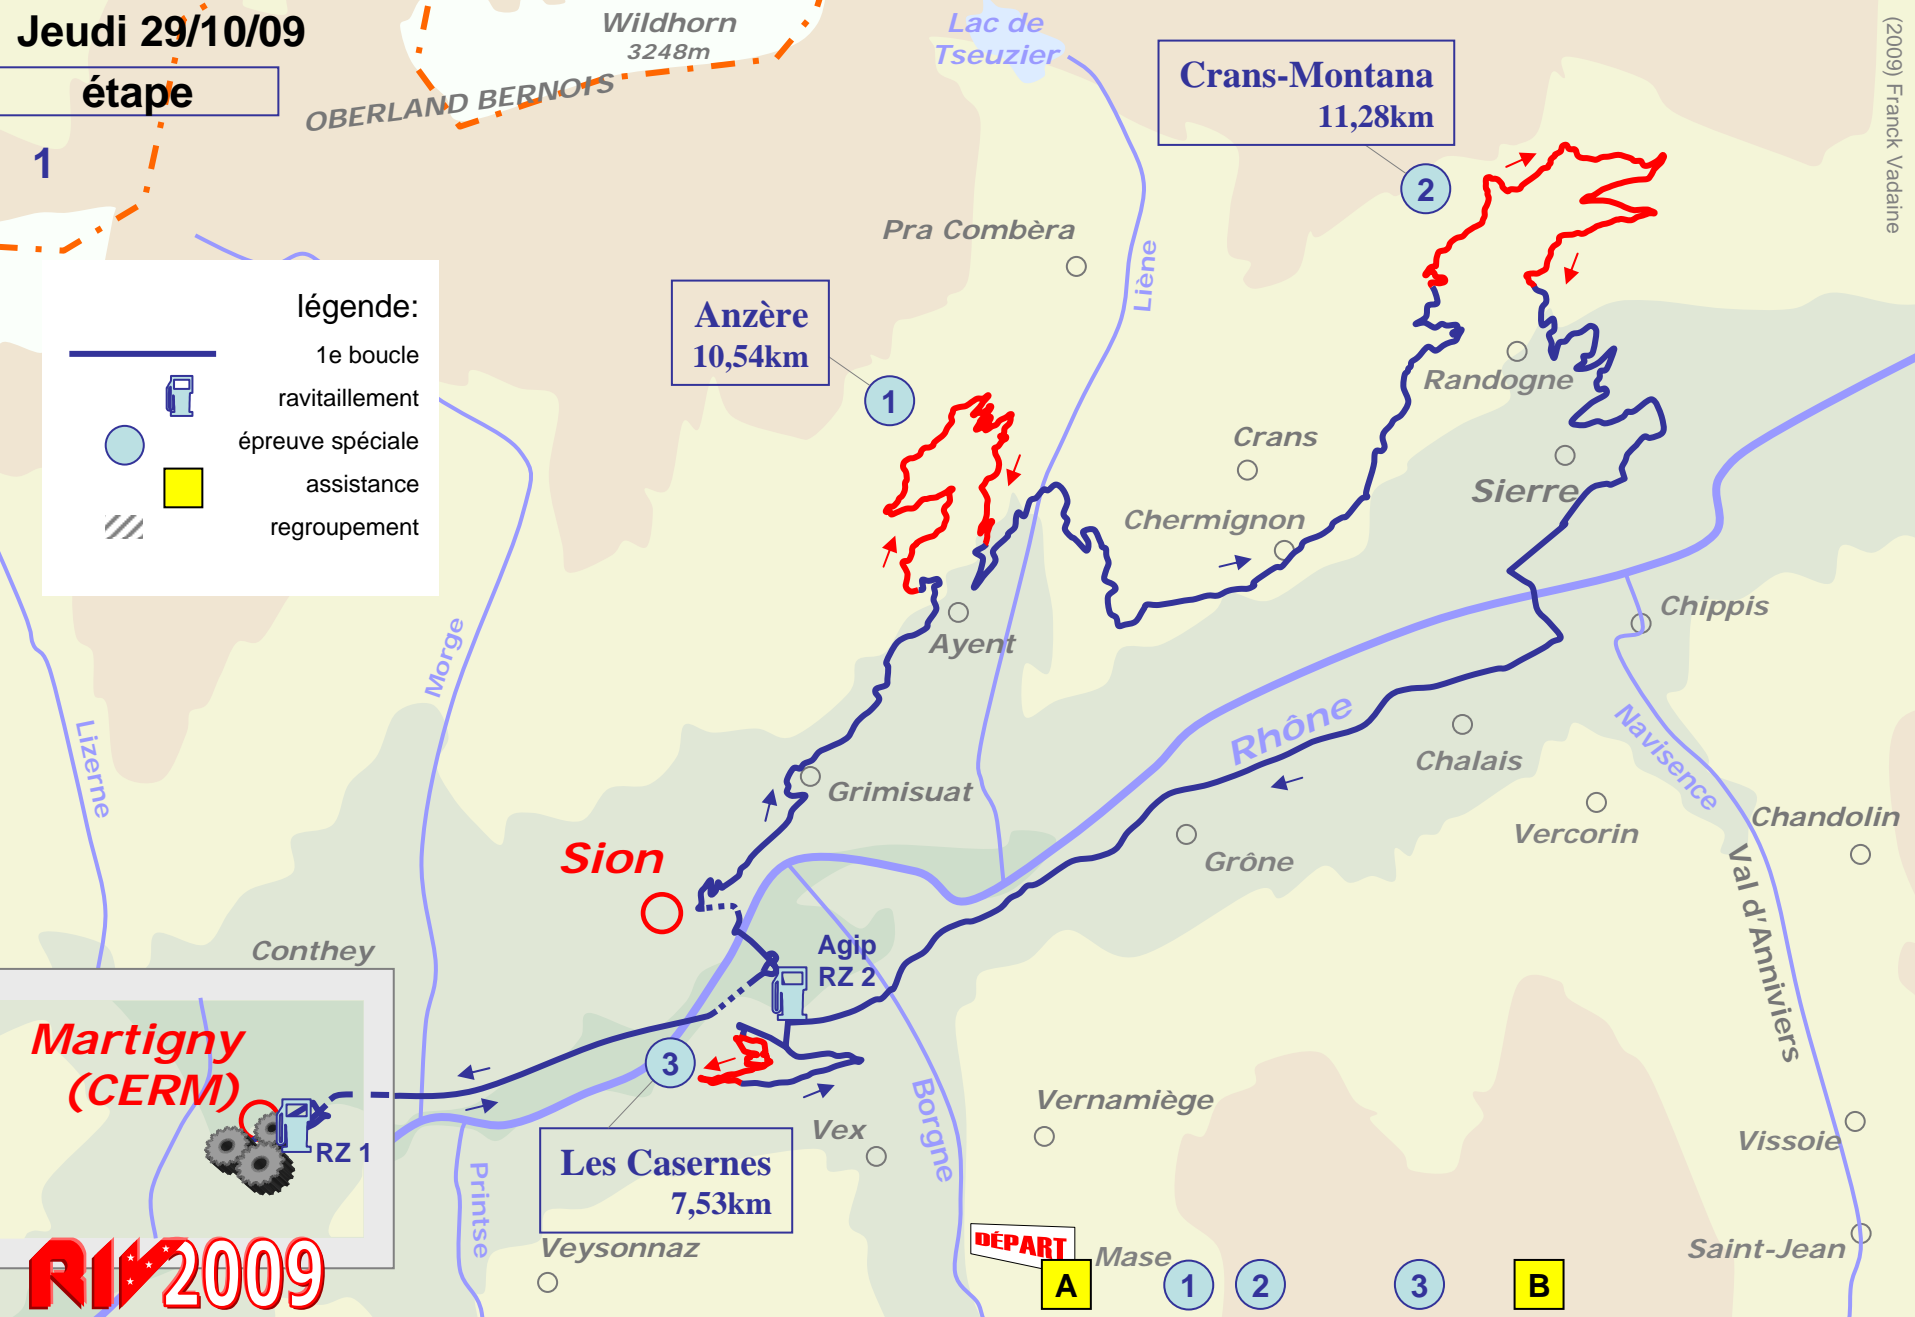 Jeudi 29/10/09
étape
1
Wildhorn
3248m
OBERLAND BERNOIS
Lac de
Tseuzier
Crans-Montana
11,28km
2
(2009) Franck Vadaine
Pra Combèra
Liène
légende:
1e boucle
ravitaillement
épreuve spéciale
assistance
regroupement
Anzère
10,54km
1
Randogne
Crans
Sierre
Chermignon
Chippis
Ayent
Morge
Lizerne
Rhône
Navisence
Chalais
Grimisuat
Vercorin
Chandolin
Sion
Grône
Val d'Anniviers
Conthey
Agip
RZ 2
Martigny
(CERM)
3
RZ 1
Borgne
Vernamiège
Vex
Vissoie
Les Casernes
7,53km
Printse
Veysonnaz
DÉPART
Mase
Saint-Jean
A
1
2
3
B
RIV 2009